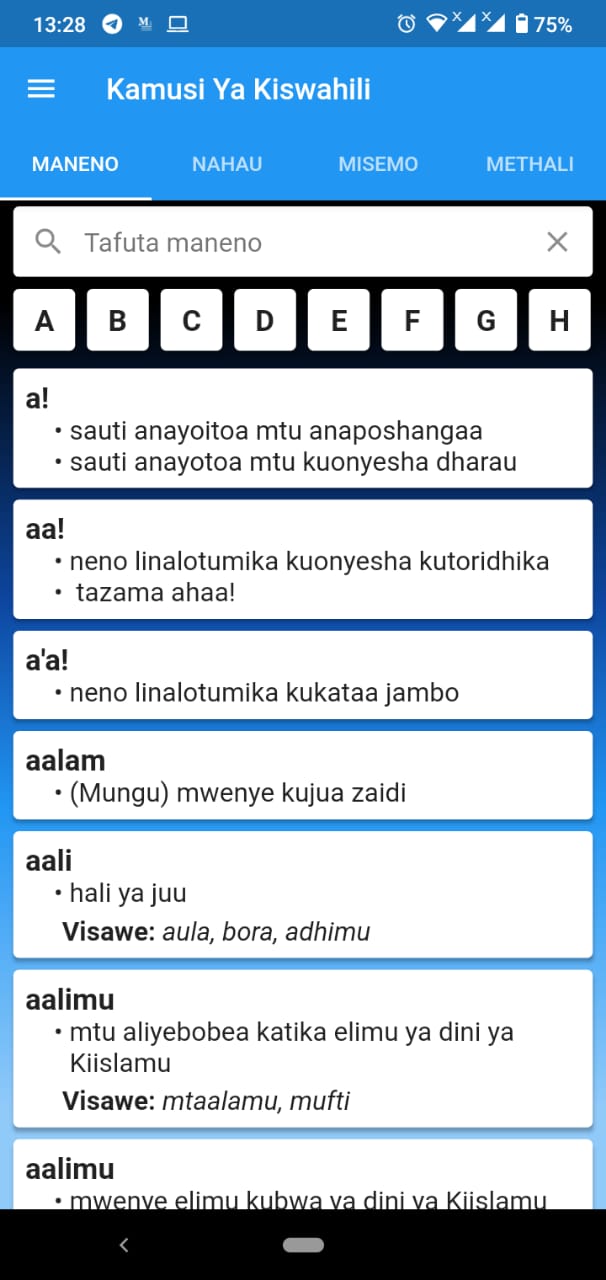 13:28
75%
Kamusi Ya Kiswahili
MANENO NAHAU MISEMO METHALI
Tafuta maneno
A B C D E F G H
a!
• sauti anayoitoa mtu anaposhangaa
• sauti anayotoa mtu kuonyesha dharau
aa!
• neno linalotumika kuonyesha kutoridhika
• tazama ahaa!
a'a!
• neno linalotumika kukataa jambo
aalam
• (Mungu) mwenye kujua zaidi
aali
• hali ya juu
Visawe: aula, bora, adhimu
aalimu
• mtu aliyebobea katika elimu ya dini ya
Kiislamu
Visawe: mtaalamu, mufti
aalimu
• mwenye elimu kubwa ya dini ya Kiislamu